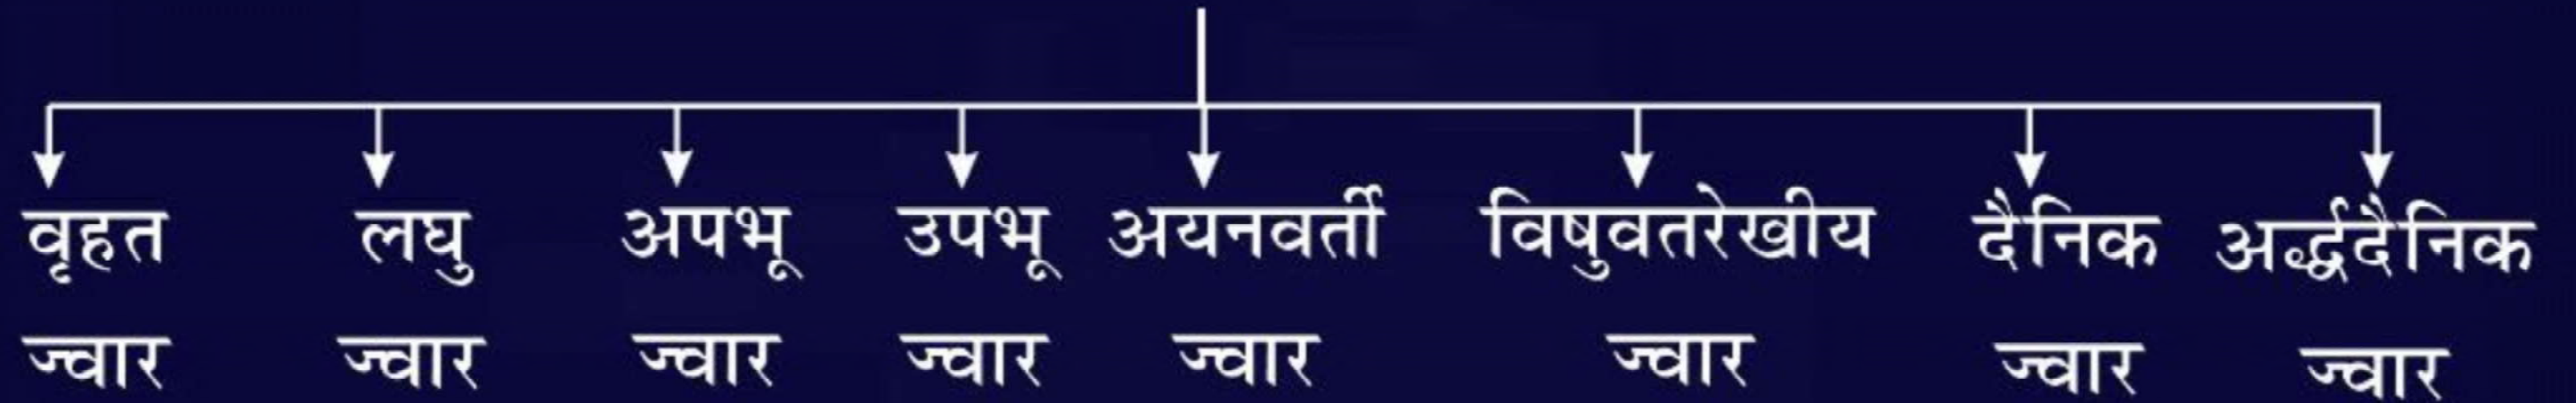 वृहत लघु अपभू उपभू अयनवर्ती विषुवतरेखीय दैनिक अर्द्धदैनिक
ज्वार ज्वार ज्वार ज्वार ज्वार ज्वार ज्वार ज्वार